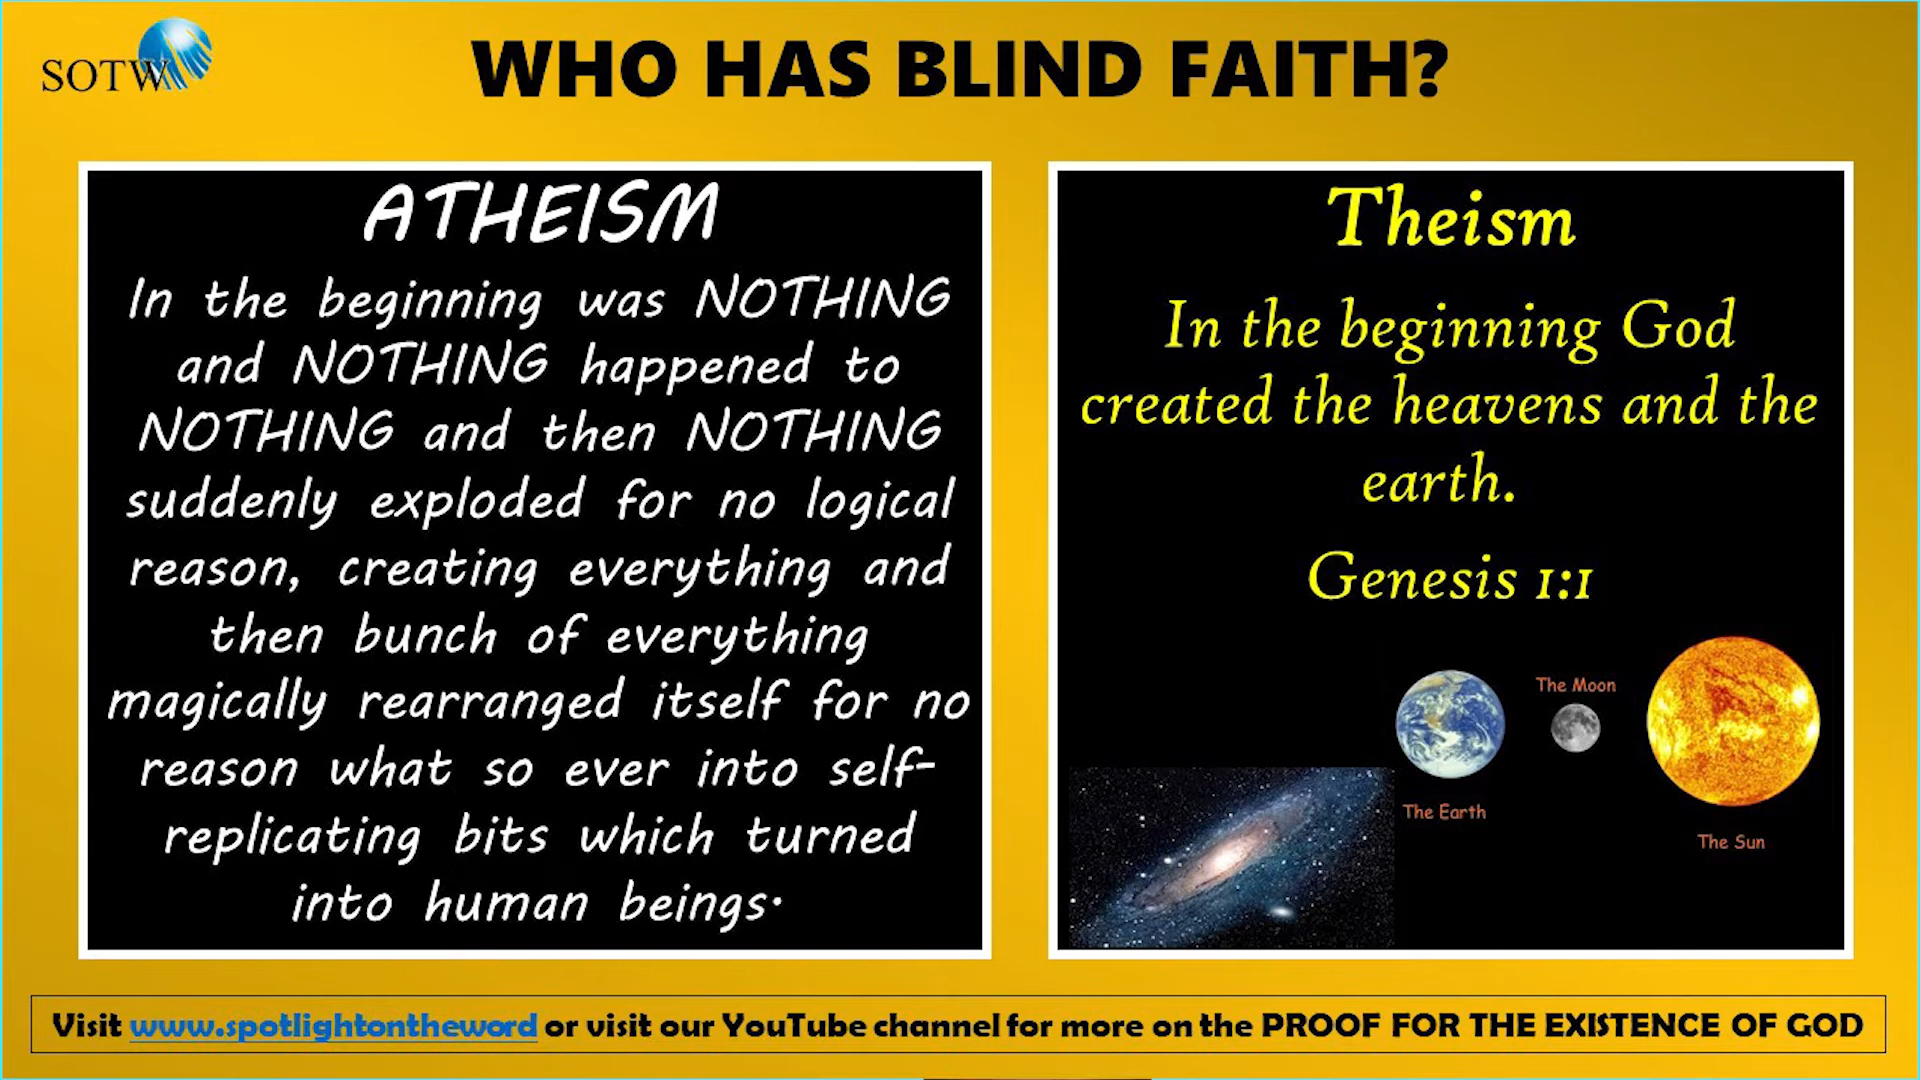 SOTW
WHO HAS BLIND FAITH?
ATHEISM
In the beginning was NOTHING
and NOTHING happened to
NOTHING and then NOTHING
suddenly exploded for no logical
reason, creating everything and
then bunch of everything
magically rearranged itself for no
reason what so ever into self-
replicating bits which turned
into human beings.
Theism
In the beginning God
created the heavens and the
earth.
Genesis 1:1
The Moon
The Earth
The Sun
Visit www.spotlightontheword or visit our YouTube channel for more on the PROOF FOR THE EXISTENCE OF GOD